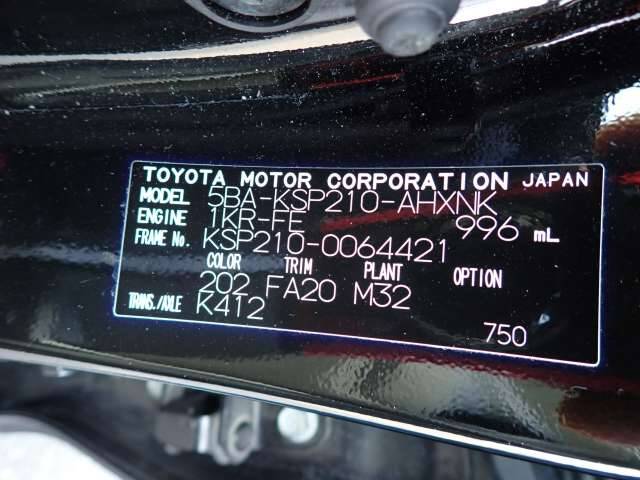 TOYOTA MOTOR CORPORATION JAPAN
MODEL 5BA-KSP210-AHXNK
ENGINE 1KR-FE 996 mL
FRAME No. KSP210-0064421
COLOR TRIM PLANT OPTION
202 FA20 M32
TRANS./AXLE K412
750